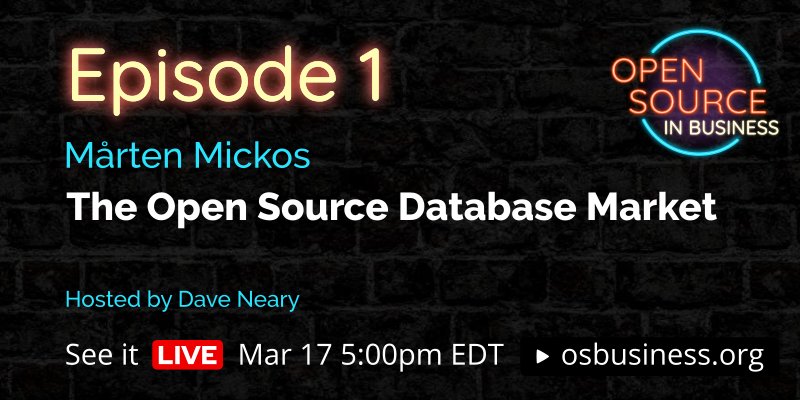 Episode 1
OPEN
SOURCE
IN BUSINESS
Mårten Mickos
The Open Source Database Market
Hosted by Dave Neary
See it LIVE Mar 17 5:00pm EDT osbusiness.org